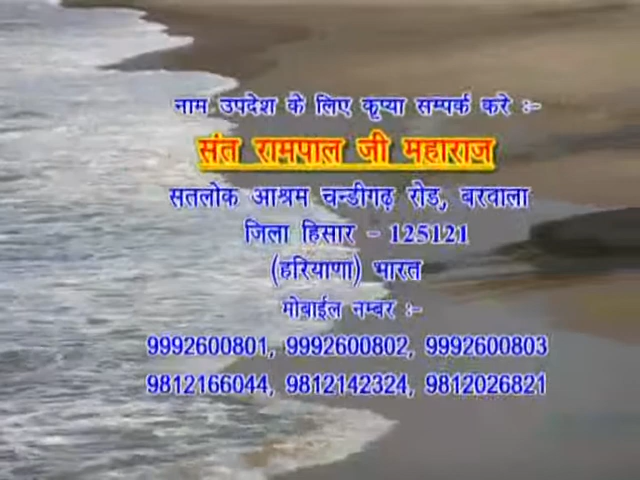 नाम उपदेश के लिए कृप्या सम्पर्क करे :-
संत रामपाल जी महाराज
सतलोक आश्रम चन्डीगढ़ रोड़, बरवाला
जिला हिसार - 125121
(हरियाणा) भारत
मोबाईल नम्बर :-
9992600801, 9992600802, 9992600803
9812166044, 9812142324, 9812026821